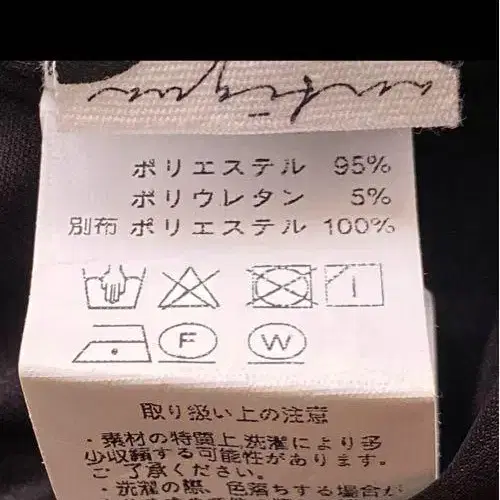 antiqua
ポリエステル 95%
ポリウレタン 5%
別布 ポリエステル 100%
F W
取り扱い上の注意
・素材の特質上,洗濯により多
少収縮する可能性があります。
ご了承ください。
・洗濯の際、色落ちする場合が